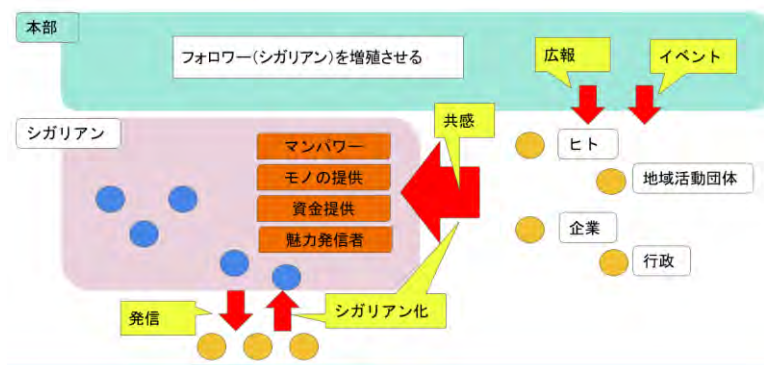 本部
フォロワー(シガリアン)を増殖させる
広報
イベント
シガリアン
共感
マンパワー
モノの提供
資金提供
魅力発信者
ヒト
地域活動団体
企業
行政
発信
シガリアン化